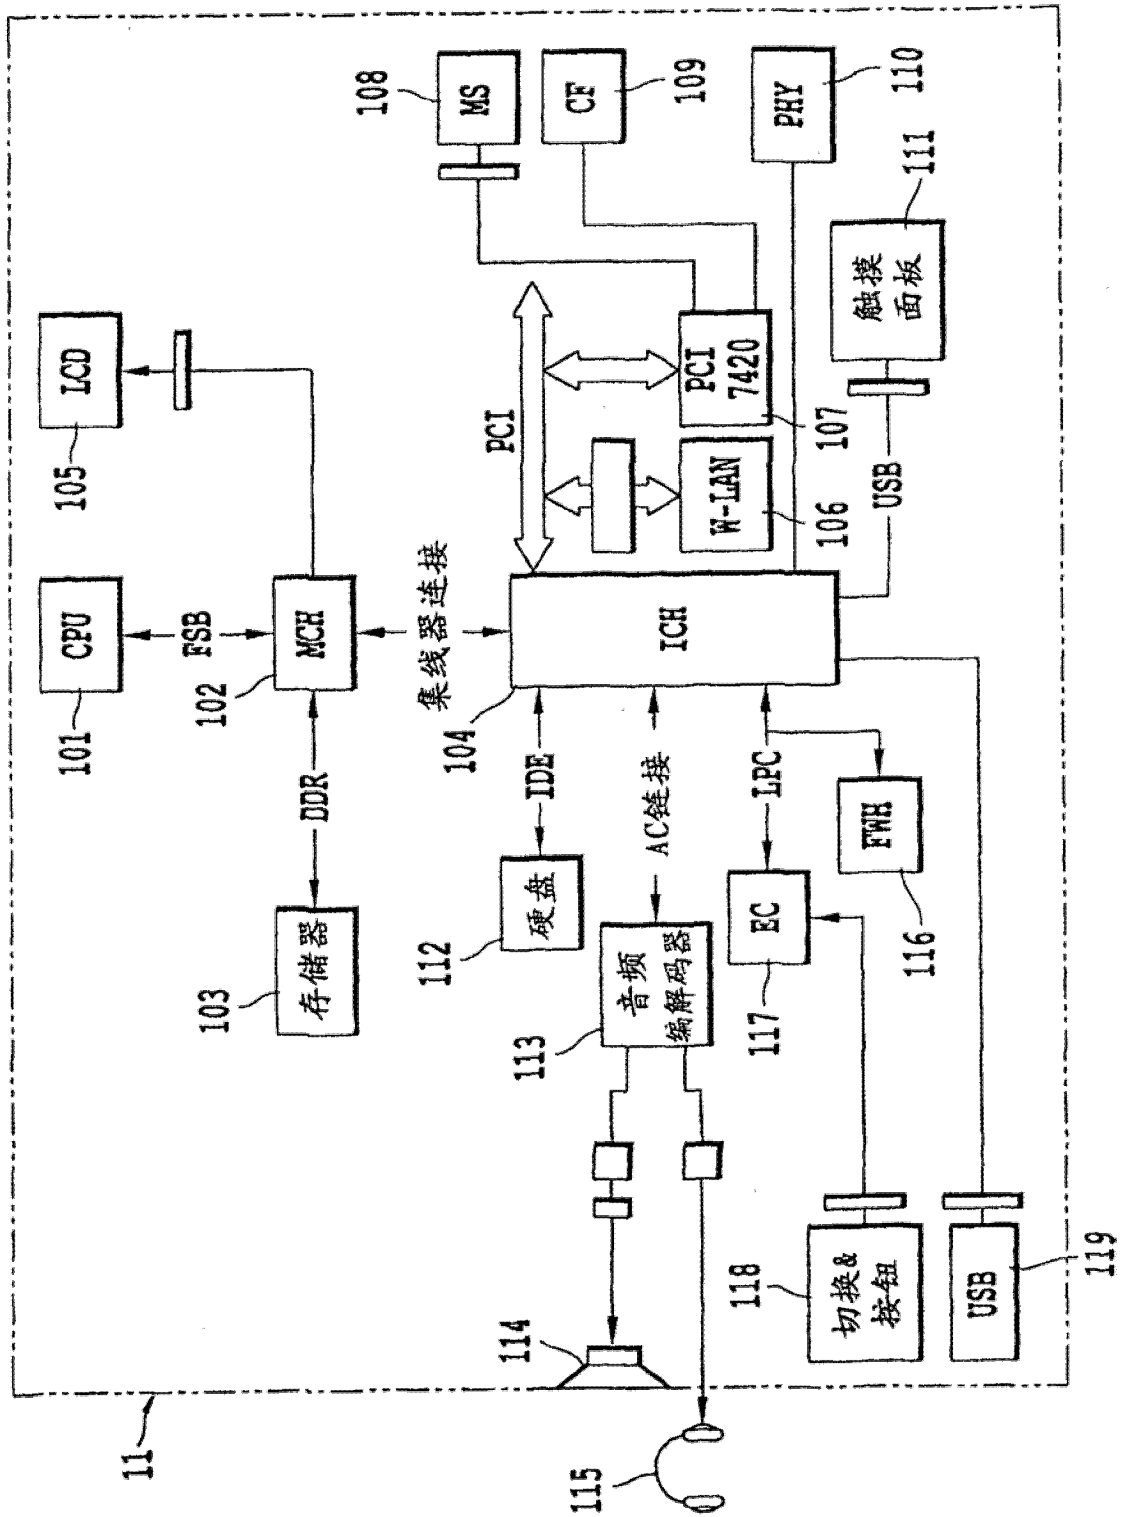 101
CPU
105
LCD
11
FSB
103
102
存储器
DDR
MCH
108
MS
112
集线器连接
104
PCI
109
CF
114
113
硬盘
IDE
115
音频
编解码器
AC链接
ICH
PCI
7420
W-LAN
107
106
118
117
EC
LPC
PHY
110
切换&
按钮
116
FWH
USB
触摸
面板
111
USB
119